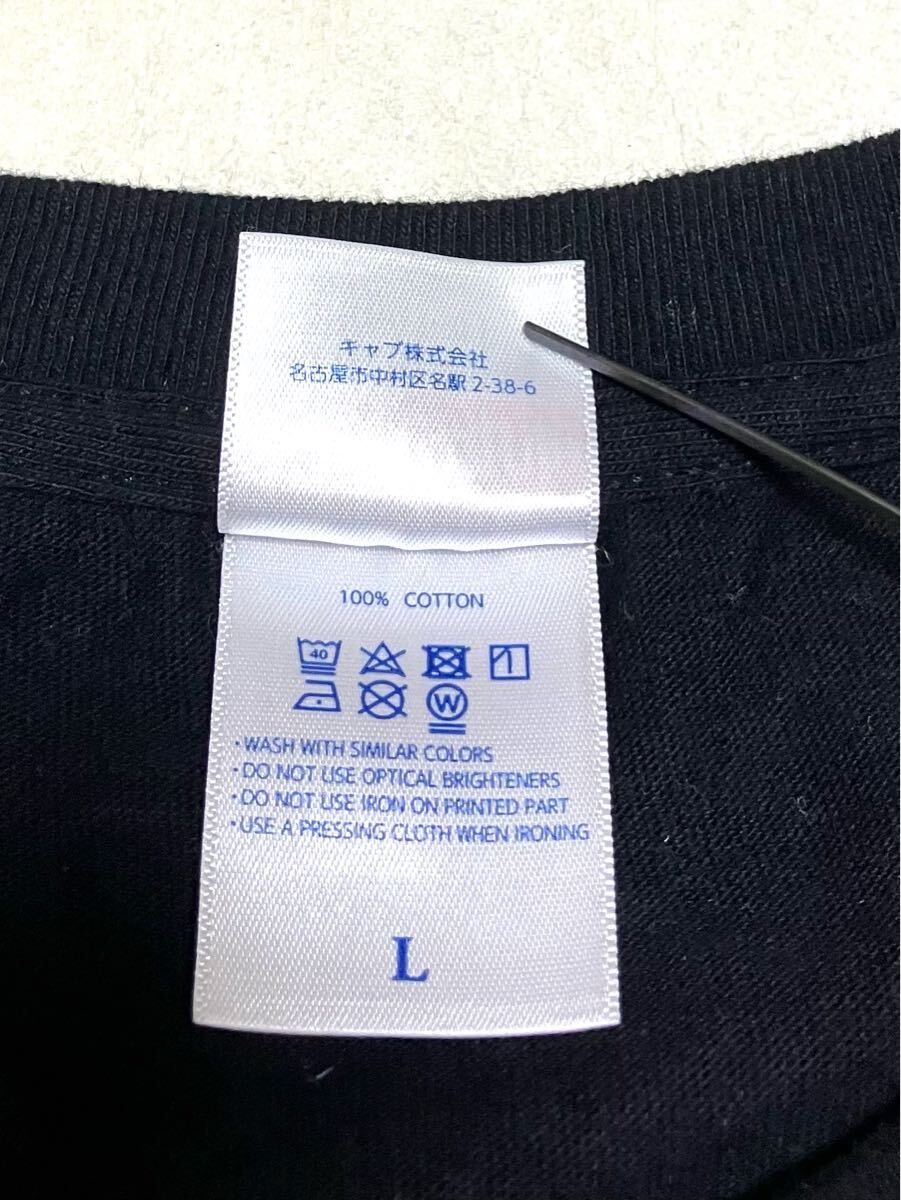 キャブ株式会社
名古屋市中村区名駅 2-38-6
100% COTTON
40
W
・WASH WITH SIMILAR COLORS
・DO NOT USE OPTICAL BRIGHTENERS
・DO NOT USE IRON ON PRINTED PART
・USE A PRESSING CLOTH WHEN IRONING
L